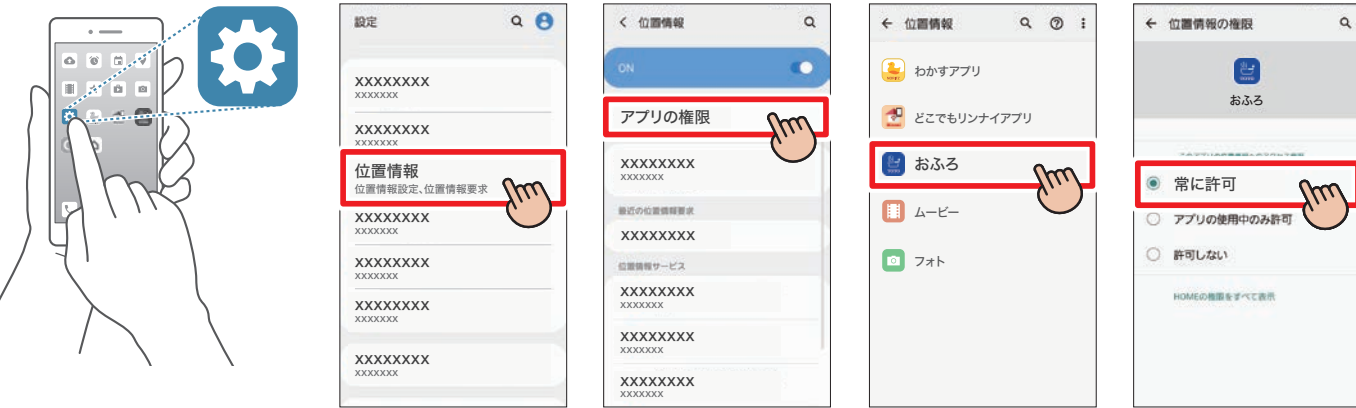 設定
XXXXXXXX
XXXXXXX
XXXXXXXX
XXXXXXX
位置情報
位置情報設定、位置情報要求
XXXXXXXX
XXXXXXX
XXXXXXXX
XXXXXXX
XXXXXXXX
XXXXXXX
XXXXXXXX
XXXXXXX
位置情報
ON
アプリの権限
XXXXXXXX
XXXXXXX
最近の位置情報要求
XXXXXXXX
位置情報サービス
XXXXXXXX
XXXXXXX
XXXXXXXX
XXXXXXX
XXXXXXXX
XXXXXXX
位置情報
わかすアプリ
どこでもリンナイアプリ
おふろ
ムービー
フォト
位置情報の権限
おふろ
常に許可
アプリの使用中のみ許可
許可しない
HOMEの権限をすべて表示